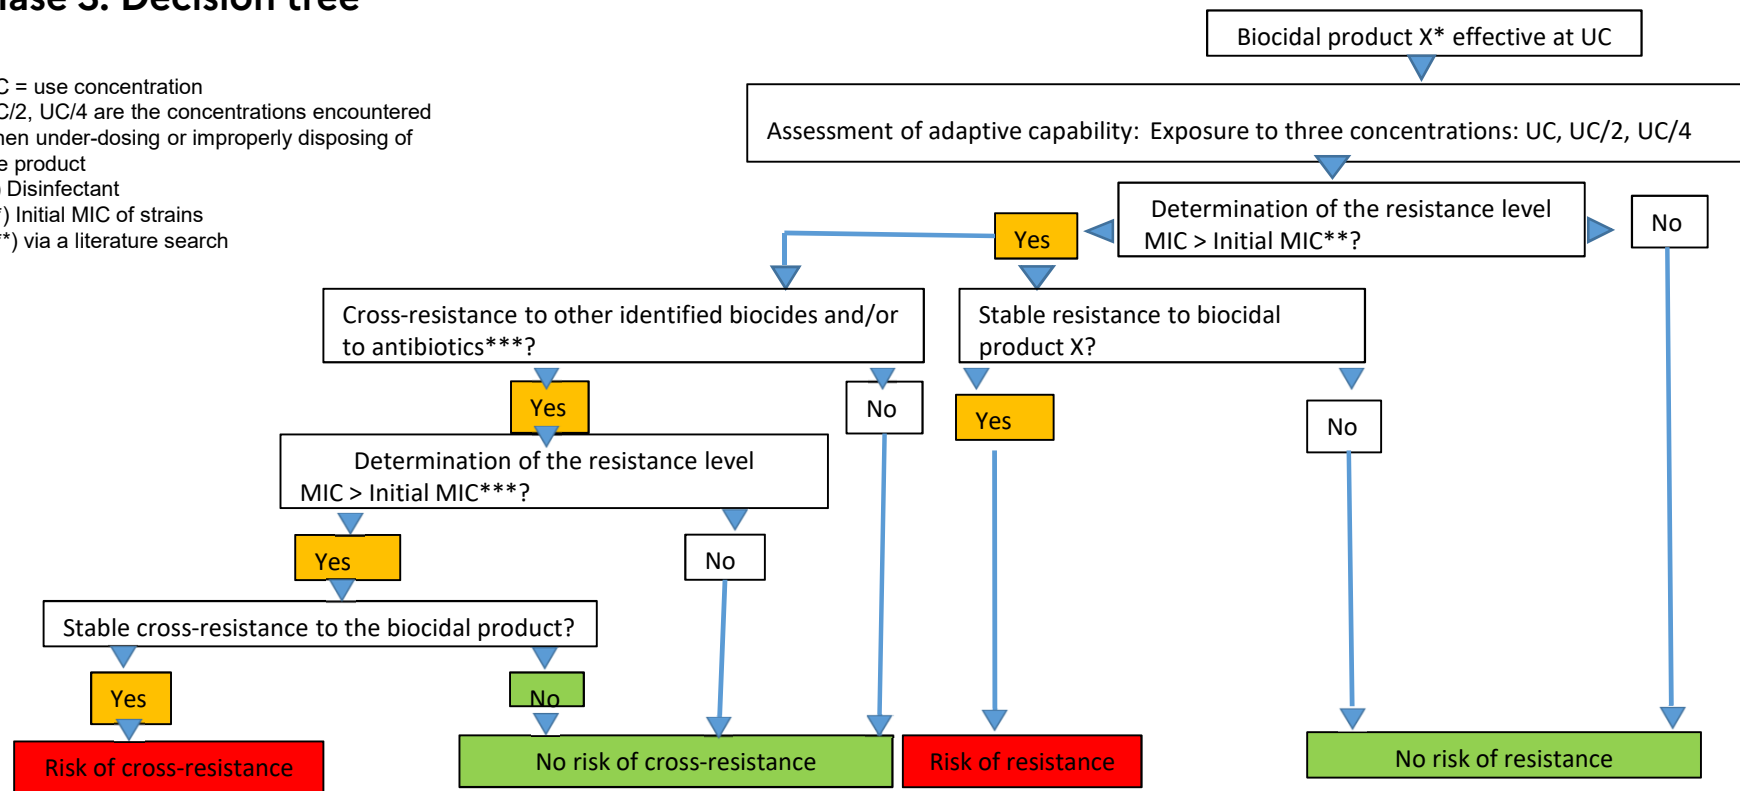 ase 3: Decision tree
Biocidal product X* effective at UC
C = use concentration
C/2, UC/4 are the concentrations encountered
hen under-dosing or improperly disposing of
e product
) Disinfectant
*) Initial MIC of strains
**) via a literature search
Assessment of adaptive capability: Exposure to three concentrations: UC, UC/2, UC/4
Determination of the resistance level
MIC > Initial MIC**?
Yes
No
Cross-resistance to other identified biocides and/or
to antibiotics***?
Stable resistance to biocidal
product X?
Yes
No
Yes
No
Determination of the resistance level
MIC > Initial MIC***?
Yes
No
Stable cross-resistance to the biocidal product?
Yes
No
Risk of cross-resistance
No risk of cross-resistance
Risk of resistance
No risk of resistance